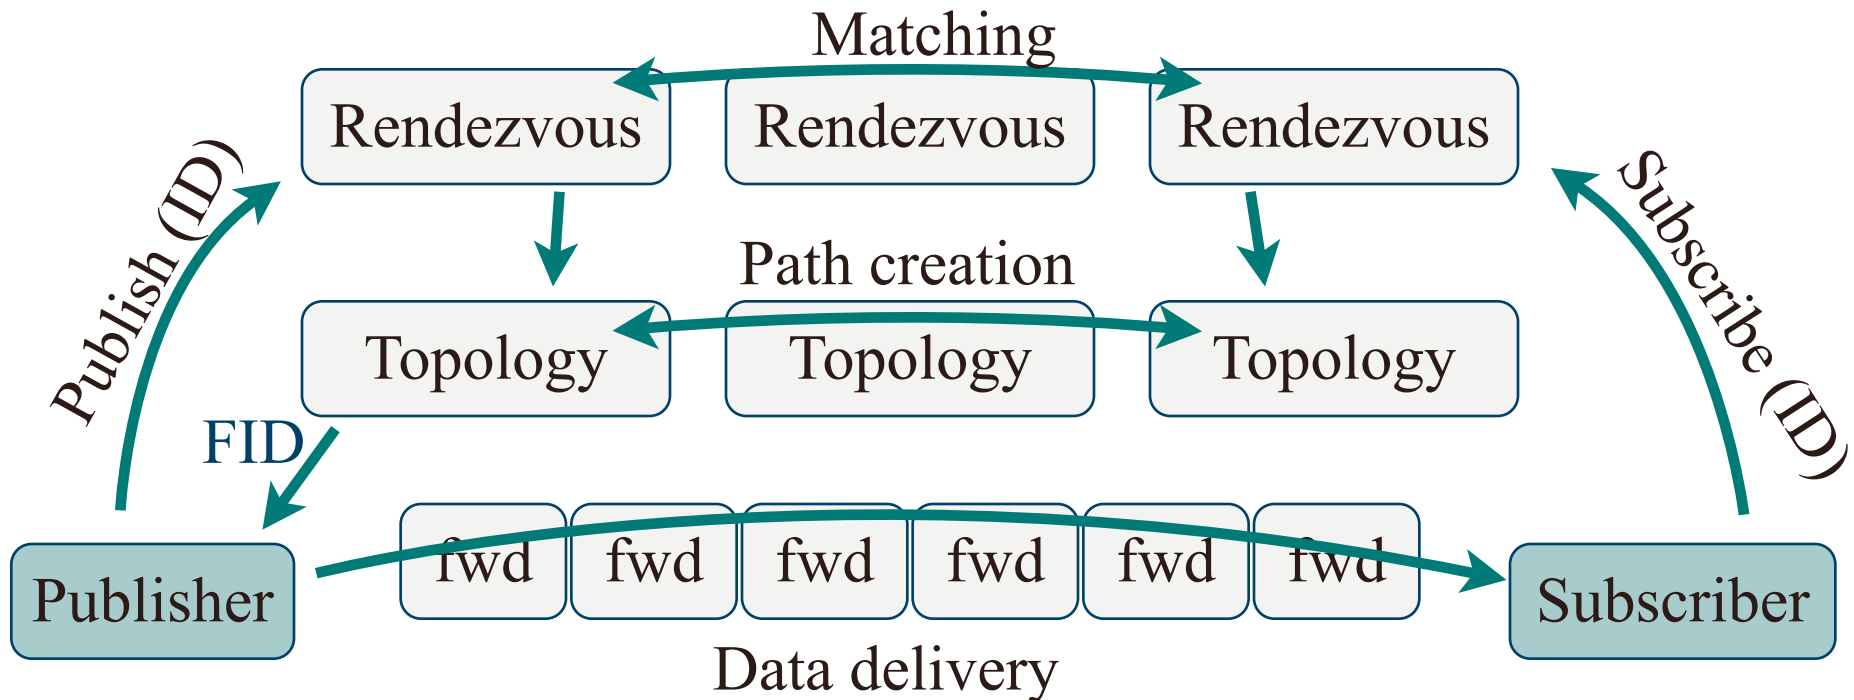 Matching
Rendezvous Rendezvous Rendezvous
Publish (ID)
Subscribe (ID)
Path creation
Topology Topology Topology
FID
fwd fwd fwd fwd fwd fwd
Publisher
Subscriber
Data delivery